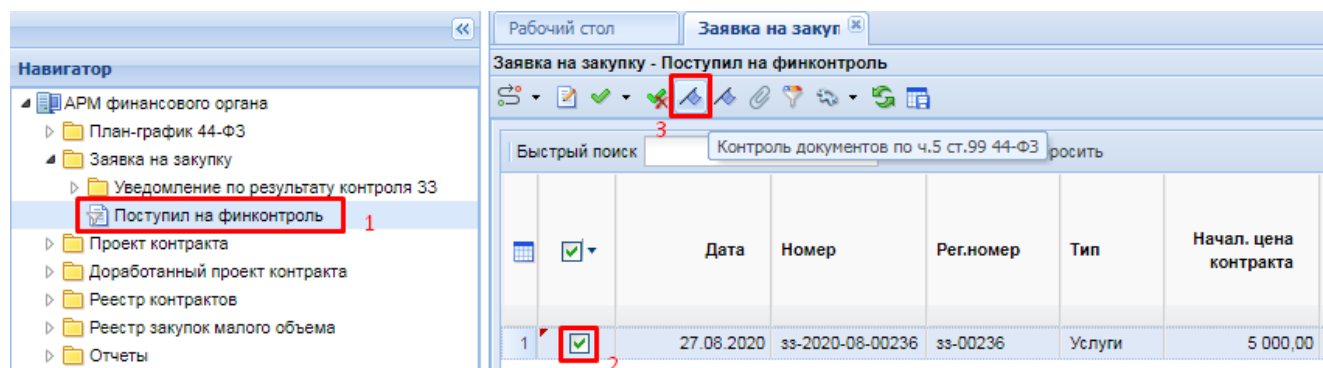 Рабочий стол
Заявка на закуп
Навигатор
Заявка на закупку - Поступил на финконтроль
АРМ финансового органа
План-график 44-ФЗ
Заявка на закупку
Уведомление по результату контроля ЗЗ
Поступил на финконтроль
1
Проект контракта
Доработанный проект контракта
Реестр контрактов
Реестр закупок малого объема
Отчеты
3
Быстрый поиск
Контроль документов по ч.5 ст.99 44-ФЗ
росить
Дата Номер Рег.номер Тип Начал. цена
контракта
1 27.08.2020 зз-2020-08-00236 зз-00236 Услуги 5 000,00
2